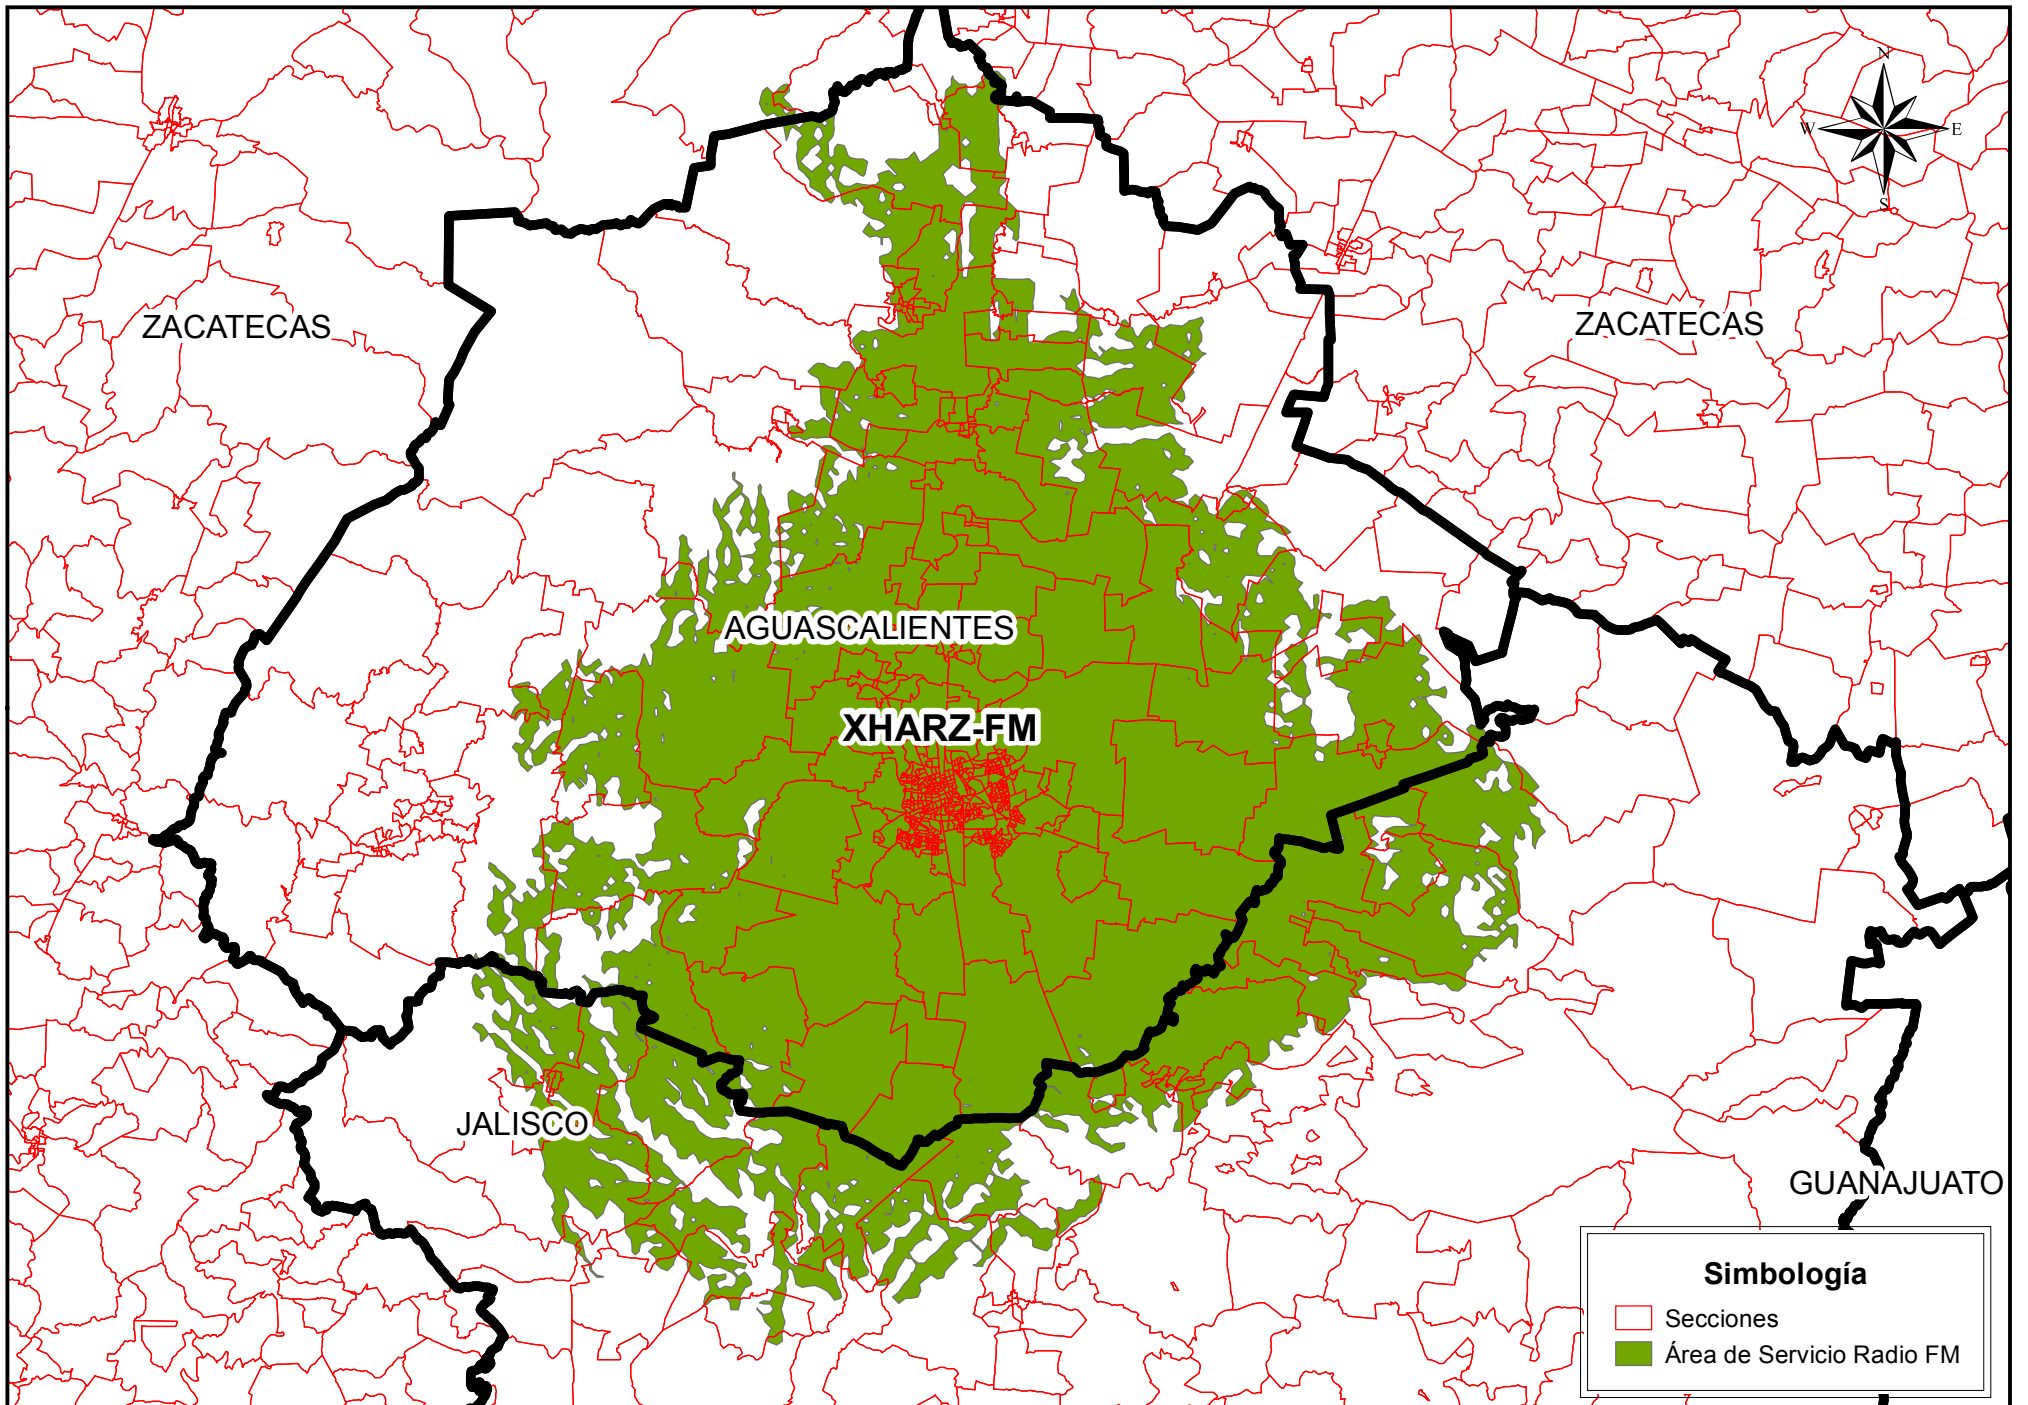 N
W E
S
ZACATECAS
ZACATECAS
AGUASCALIENTES
XHARZ-FM
JALISCO
GUANAJUATO
Simbología
Secciones
Área de Servicio Radio FM